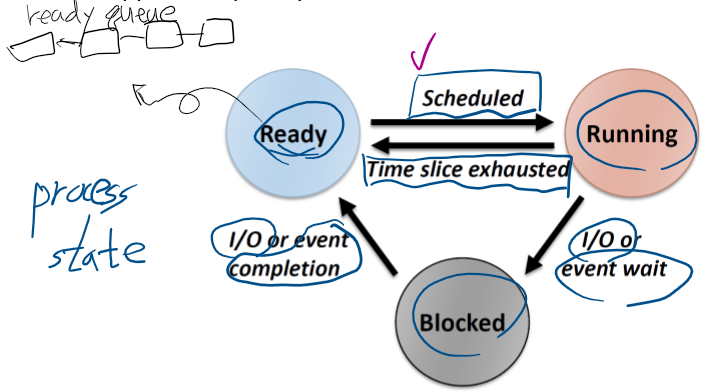 ready queue
Scheduled
Ready
Running
Time slice exhausted
process
state
I/O or event
completion
I/O or
event wait
Blocked